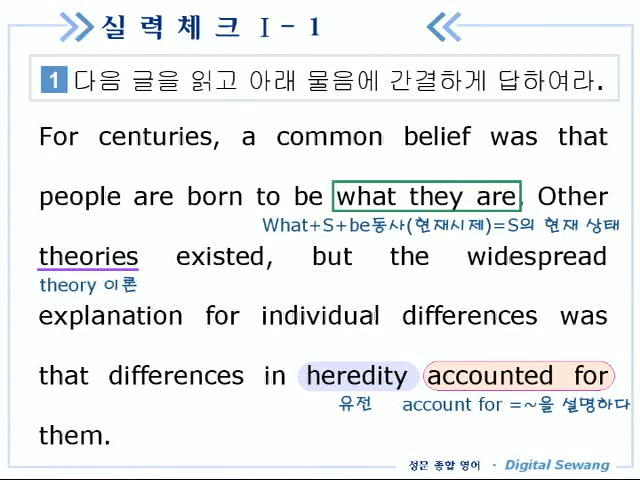 실력체크 I - 1
1 다음 글을 읽고 아래 물음에 간결하게 답하여라.
For centuries, a common belief was that
people are born to be what they are. Other
What+S+be동사(현재시제)=S의 현재 상태
theories existed, but the widespread
theory 이론
explanation for individual differences was
that differences in heredity accounted for
유전 account for =~을 설명하다
them.
성문 종합 영어 · Digital Sewang